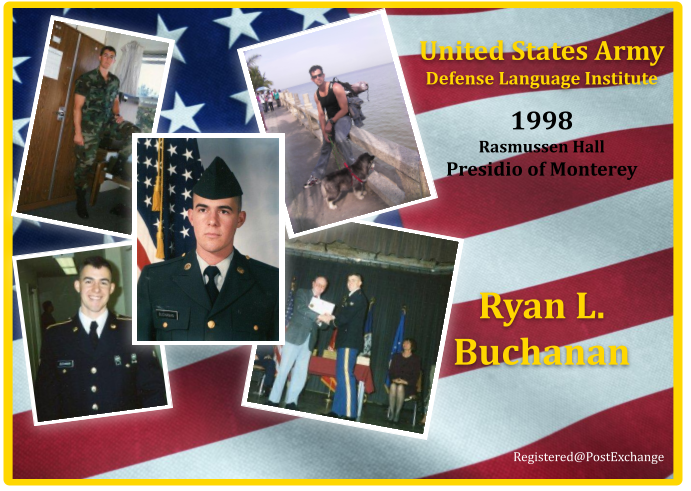 United States Army
Defense Language Institute
1998
Rasmussen Hall
Presidio of Monterey
Ryan L.
Buchanan
Registered@PostExchange